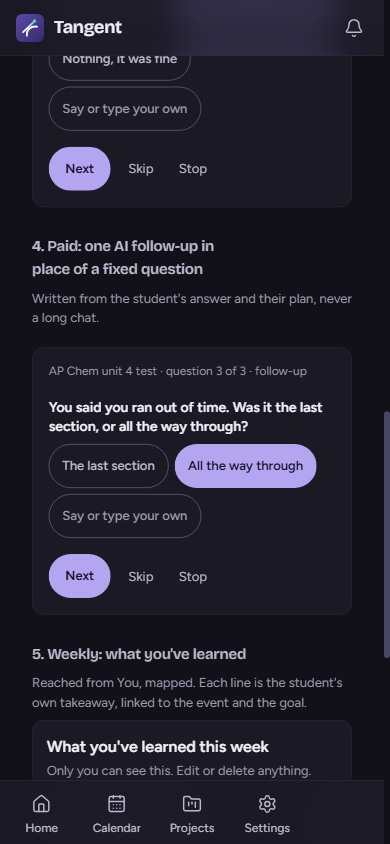 Tangent
Nothing, it was fine
Say or type your own
Next Skip Stop
4. Paid: one AI follow-up in
place of a fixed question
Written from the student's answer and their plan, never
a long chat.
AP Chem unit 4 test · question 3 of 3 · follow-up
You said you ran out of time. Was it the last
section, or all the way through?
The last section All the way through
Say or type your own
Next Skip Stop
5. Weekly: what you've learned
Reached from You, mapped. Each line is the student's
own takeaway, linked to the event and the goal.
What you've learned this week
Only you can see this. Edit or delete anything.
Home Calendar Projects Settings